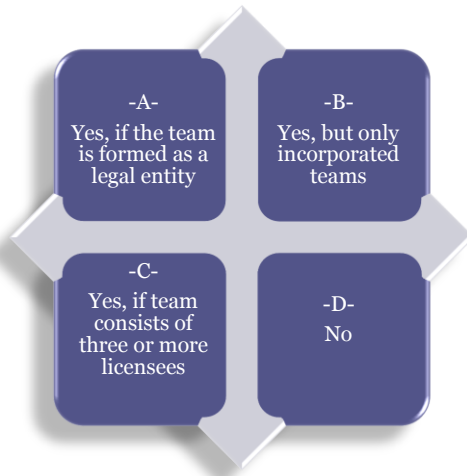 -A-
Yes, if the team
is formed as a
legal entity
-B-
Yes, but only
incorporated
teams
-C-
Yes, if team
consists of
three or more
licensees
-D-
No